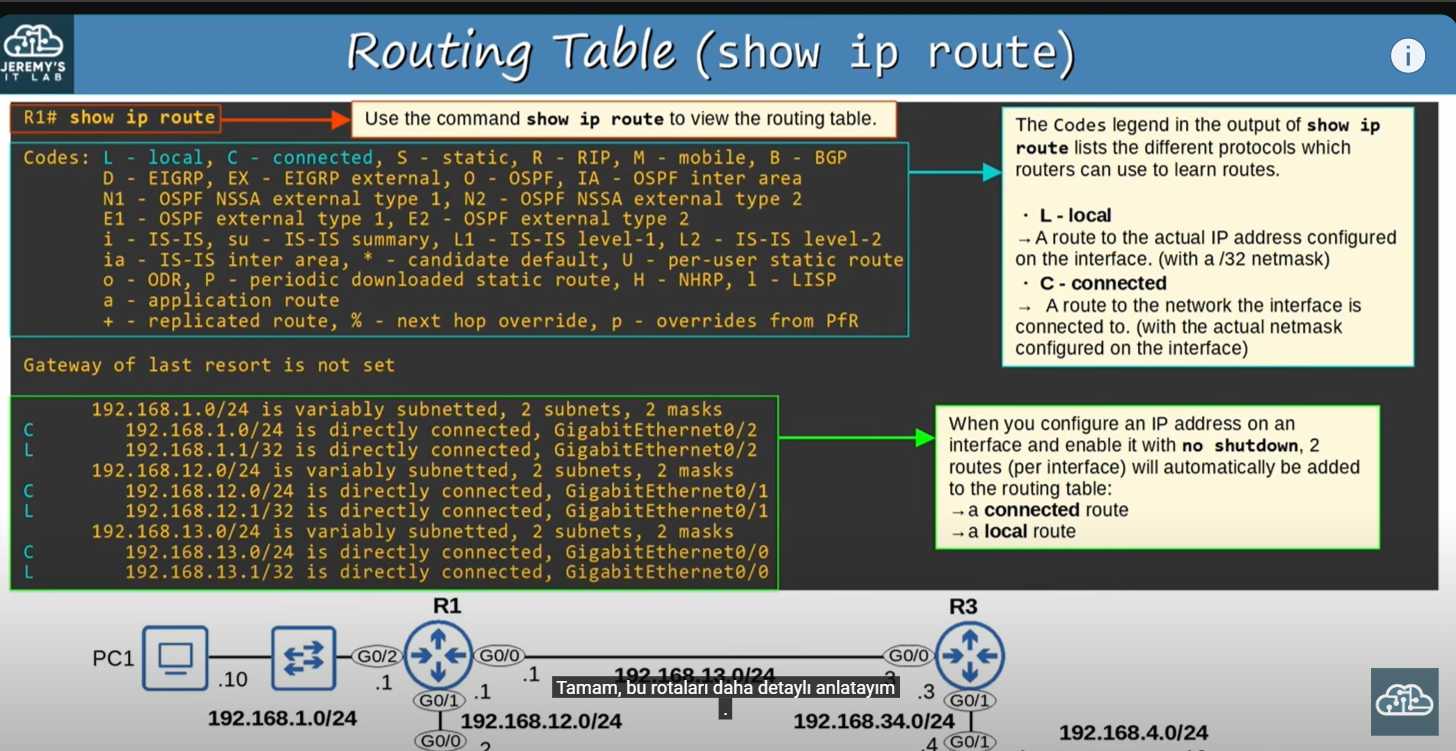 JEREMY'S
IT LAB
Routing Table (show ip route)
i
R1# show ip route
Use the command show ip route to view the routing table.
Codes: L - local, C - connected, S - static, R - RIP, M - mobile, B - BGP
D - EIGRP, EX - EIGRP external, O - OSPF, IA - OSPF inter area
N1 - OSPF NSSA external type 1, N2 - OSPF NSSA external type 2
E1 - OSPF external type 1, E2 - OSPF external type 2
i - IS-IS, su - IS-IS summary, L1 - IS-IS level-1, L2 - IS-IS level-2
ia - IS-IS inter area, * - candidate default, U - per-user static route
o - ODR, P - periodic downloaded static route, H - NHRP, l - LISP
a - application route
+ - replicated route, % - next hop override, p - overrides from PfR
The Codes legend in the output of show ip
route lists the different protocols which
routers can use to learn routes.
· L - local
→ A route to the actual IP address configured
on the interface. (with a /32 netmask)
· C - connected
→ A route to the network the interface is
connected to. (with the actual netmask
configured on the interface)
Gateway of last resort is not set
192.168.1.0/24 is variably subnetted, 2 subnets, 2 masks
C 192.168.1.0/24 is directly connected, GigabitEthernet0/2
L 192.168.1.1/32 is directly connected, GigabitEthernet0/2
192.168.12.0/24 is variably subnetted, 2 subnets, 2 masks
C 192.168.12.0/24 is directly connected, GigabitEthernet0/1
L 192.168.12.1/32 is directly connected, GigabitEthernet0/1
192.168.13.0/24 is variably subnetted, 2 subnets, 2 masks
C 192.168.13.0/24 is directly connected, GigabitEthernet0/0
L 192.168.13.1/32 is directly connected, GigabitEthernet0/0
When you configure an IP address on an
interface and enable it with no shutdown, 2
routes (per interface) will automatically be added
to the routing table:
→ a connected route
→ a local route
R1
R3
PC1
G0/2
G0/0
192.168.13.0/24
G0/0
.10
.1
.1
.3
Tamam, bu rotaları daha detaylı anlatayım
.
G0/1
.1
G0/1
.3
192.168.1.0/24
192.168.12.0/24
192.168.34.0/24
192.168.4.0/24
G0/0
.2
.4
G0/1